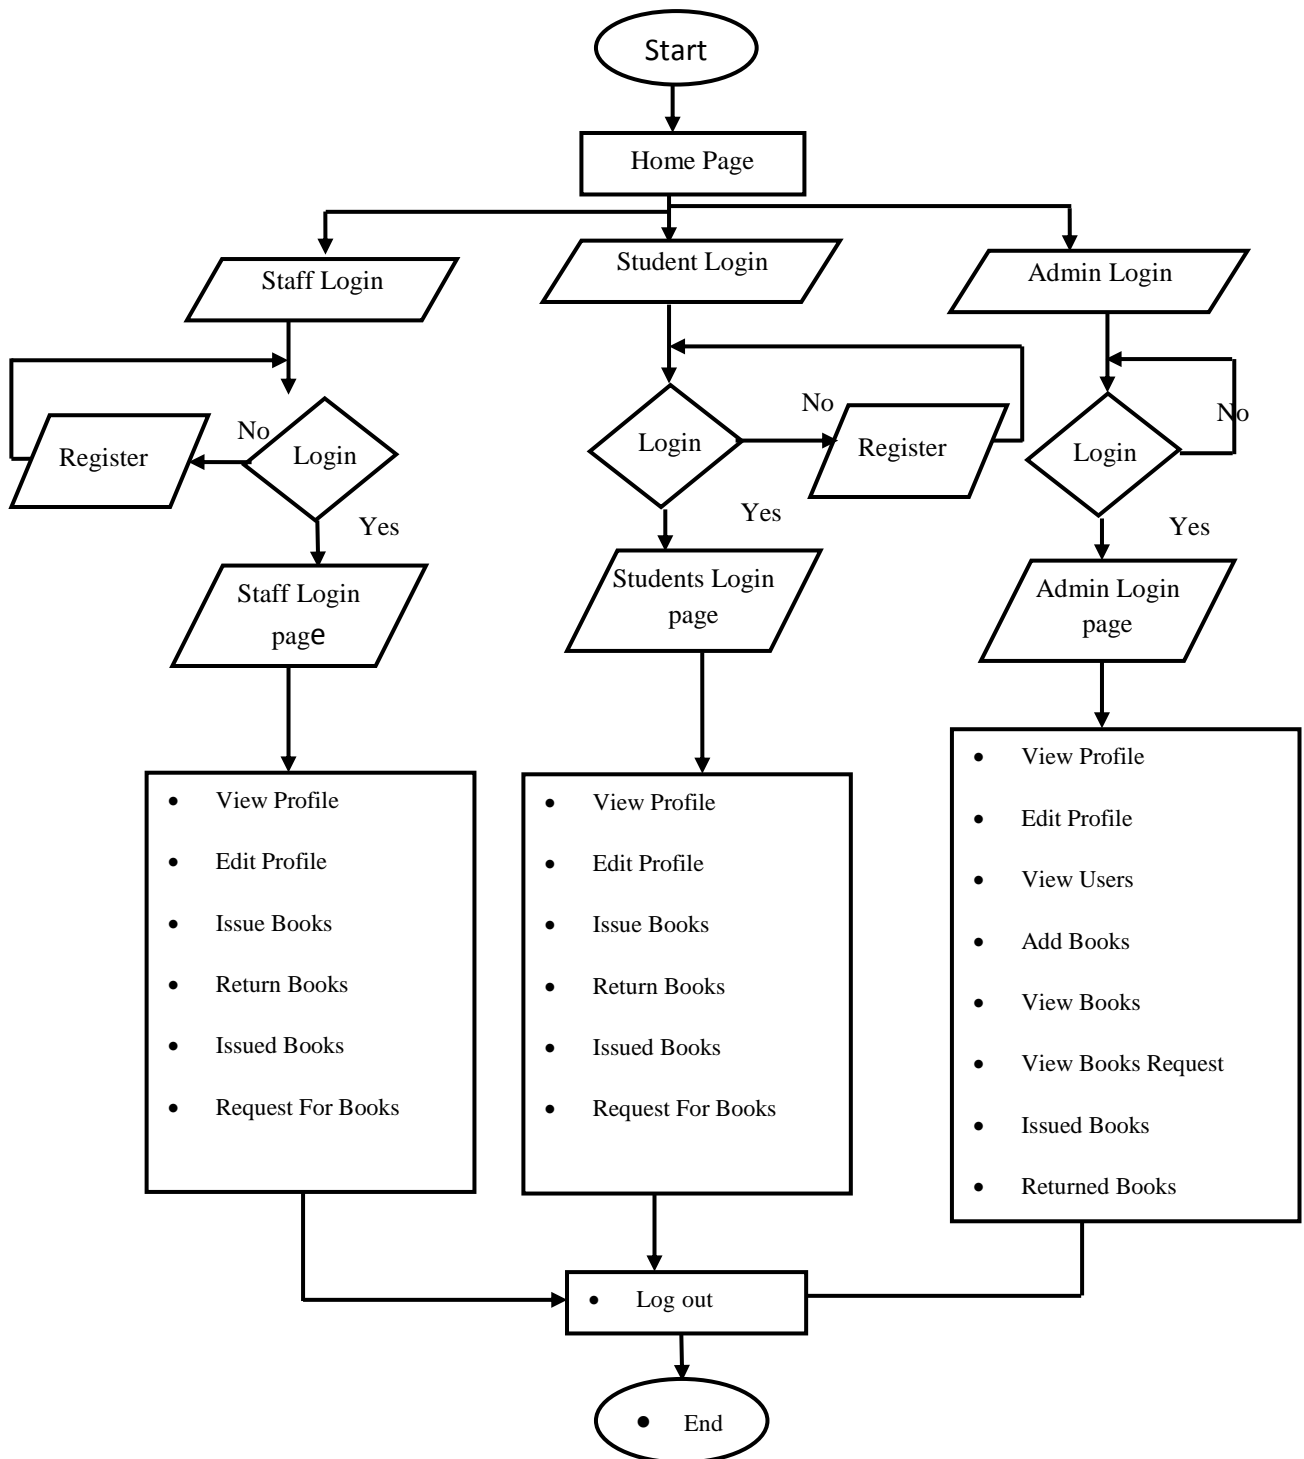 Start
Home Page
Staff Login
Student Login
Admin Login
No
Register
Login
Yes
No
Login
Register
Yes
No
Login
Yes
Staff Login
page
Students Login
page
Admin Login
page
• View Profile
• Edit Profile
• Issue Books
• Return Books
• Issued Books
• Request For Books
• View Profile
• Edit Profile
• Issue Books
• Return Books
• Issued Books
• Request For Books
• View Profile
• Edit Profile
• View Users
• Add Books
• View Books
• View Books Request
• Issued Books
• Returned Books
• Log out
• End